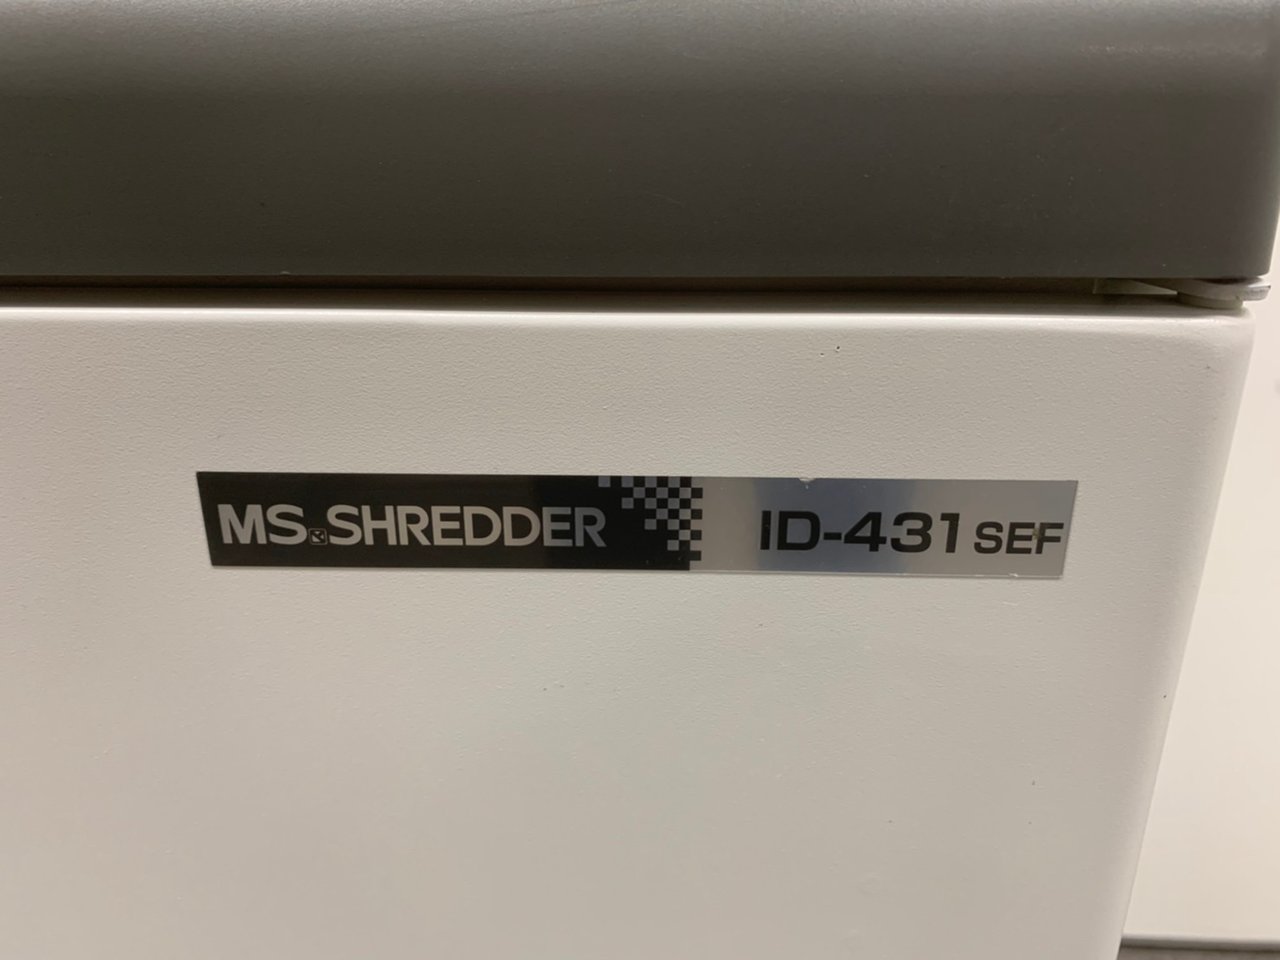 MS SHREDDER ID-431 SEF